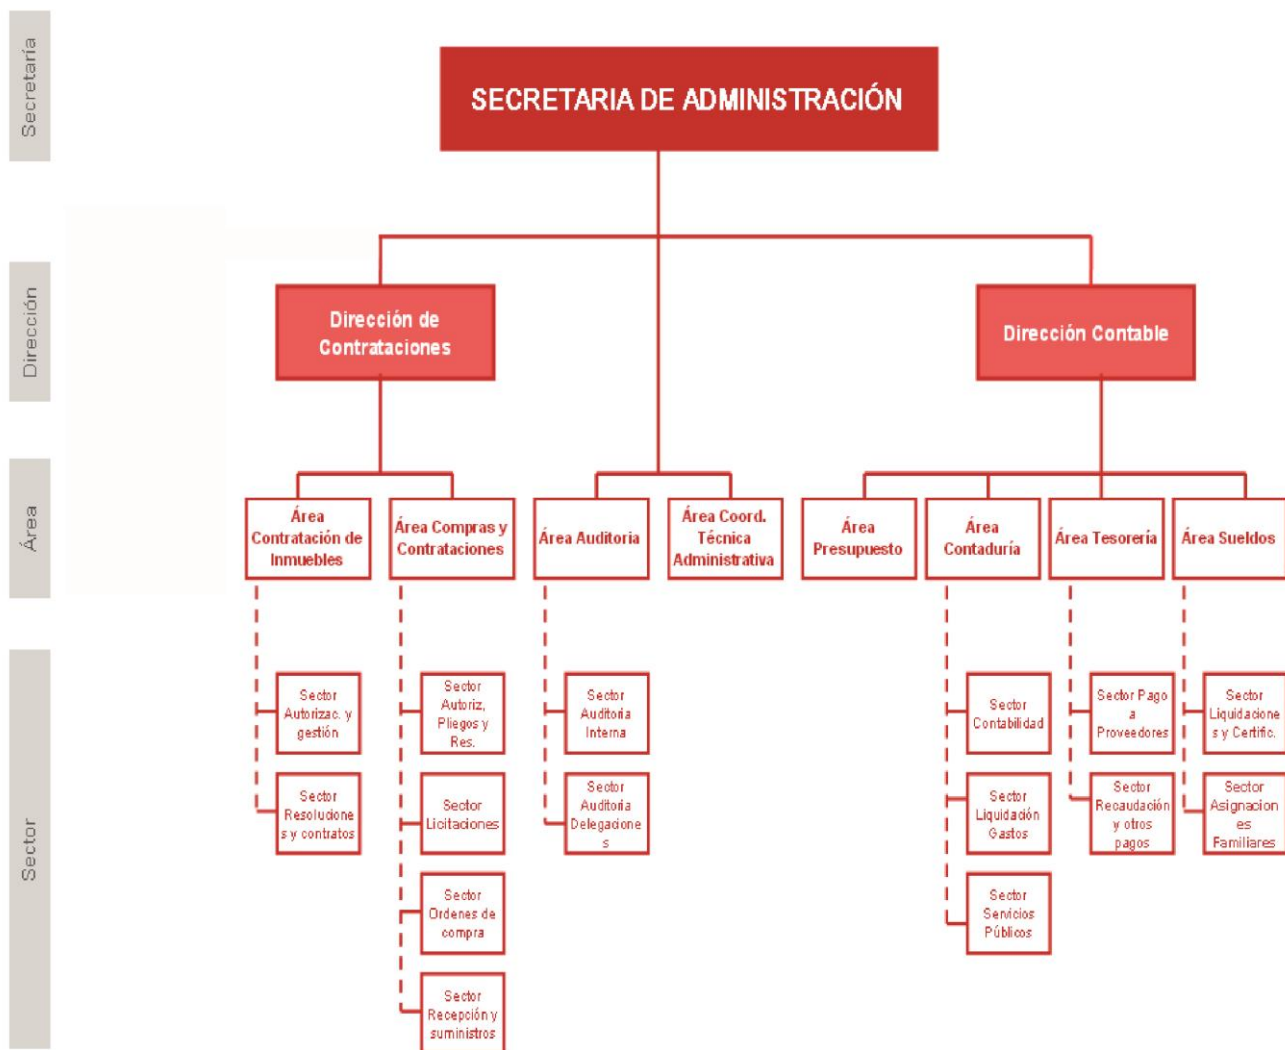 Secretaría
SECRETARIA DE ADMINISTRACIÓN
Dirección
Dirección de
Contrataciones
Dirección Contable
Área
Área
Contratación de
Inmuebles
Área Compras y
Contrataciones
Área Auditoria
Área Coord.
Técnica
Administrativa
Área
Presupuesto
Área
Contaduría
Área Tesorería
Área Sueldos
Sector
Sector
Autorizac. y
gestión
Sector
Resolucione
s y contratos
Sector
Autoriz,
Pliegos y
Res.
Sector
Licitaciones
Sector
Ordenes de
compra
Sector
Recepción y
suministros
Sector
Auditoria
Interna
Sector
Auditoria
Delegacione
s
Sector
Contabilidad
Sector
Liquidación
Gastos
Sector
Servicios
Públicos
Sector Pago
a
Proveedores
Sector
Recaudación
y otros
pagos
Sector
Liquidacione
s y Certific.
Sector
Asignacion
es
Familiares